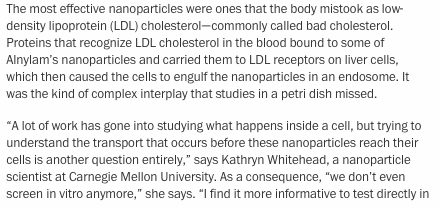 The most effective nanoparticles were ones that the body mistook as low-
density lipoprotein (LDL) cholesterol—commonly called bad cholesterol.
Proteins that recognize LDL cholesterol in the blood bound to some of
Alnylam’s nanoparticles and carried them to LDL receptors on liver cells,
which then caused the cells to engulf the nanoparticles in an endosome. It
was the kind of complex interplay that studies in a petri dish missed.
“A lot of work has gone into studying what happens inside a cell, but trying to
understand the transport that occurs before these nanoparticles reach their
cells is another question entirely,” says Kathryn Whitehead, a nanoparticle
scientist at Carnegie Mellon University. As a consequence, “we don’t even
screen in vitro anymore,” she says. “I find it more informative to test directly in